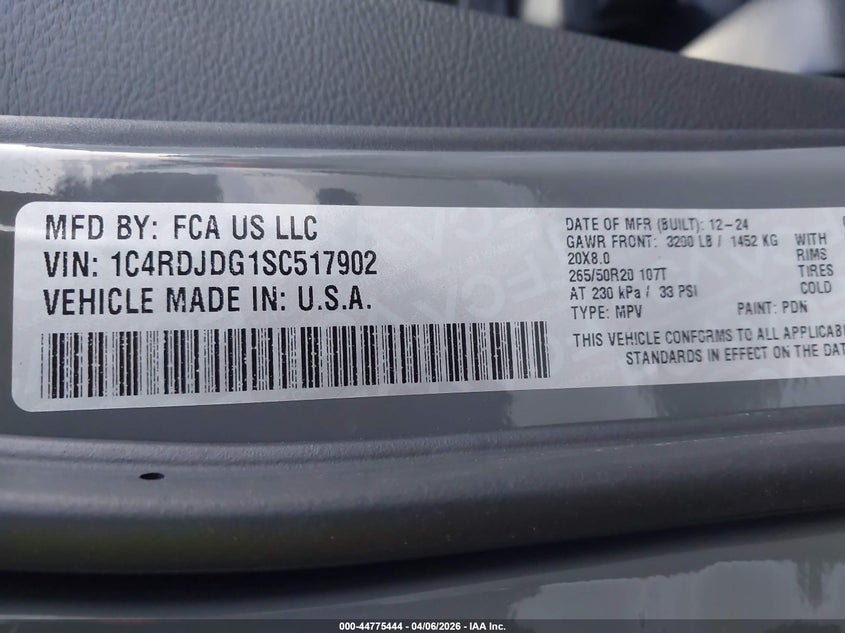 MFD BY: FCA US LLC
VIN: 1C4RDJDG1SC517902
VEHICLE MADE IN: U.S.A.
DATE OF MFR (BUILT): 12-24
GAWR FRONT: 3200 LB / 1452 KG WITH
20X8.0 RIMS
265/50R20 107T TIRES
AT 230 kPa / 33 PSI COLD
TYPE: MPV PAINT: PDN
THIS VEHICLE CONFORMS TO ALL APPLICABL
STANDARDS IN EFFECT ON THE DAT
000-44775444 - 04/06/2026 - IAA Inc.